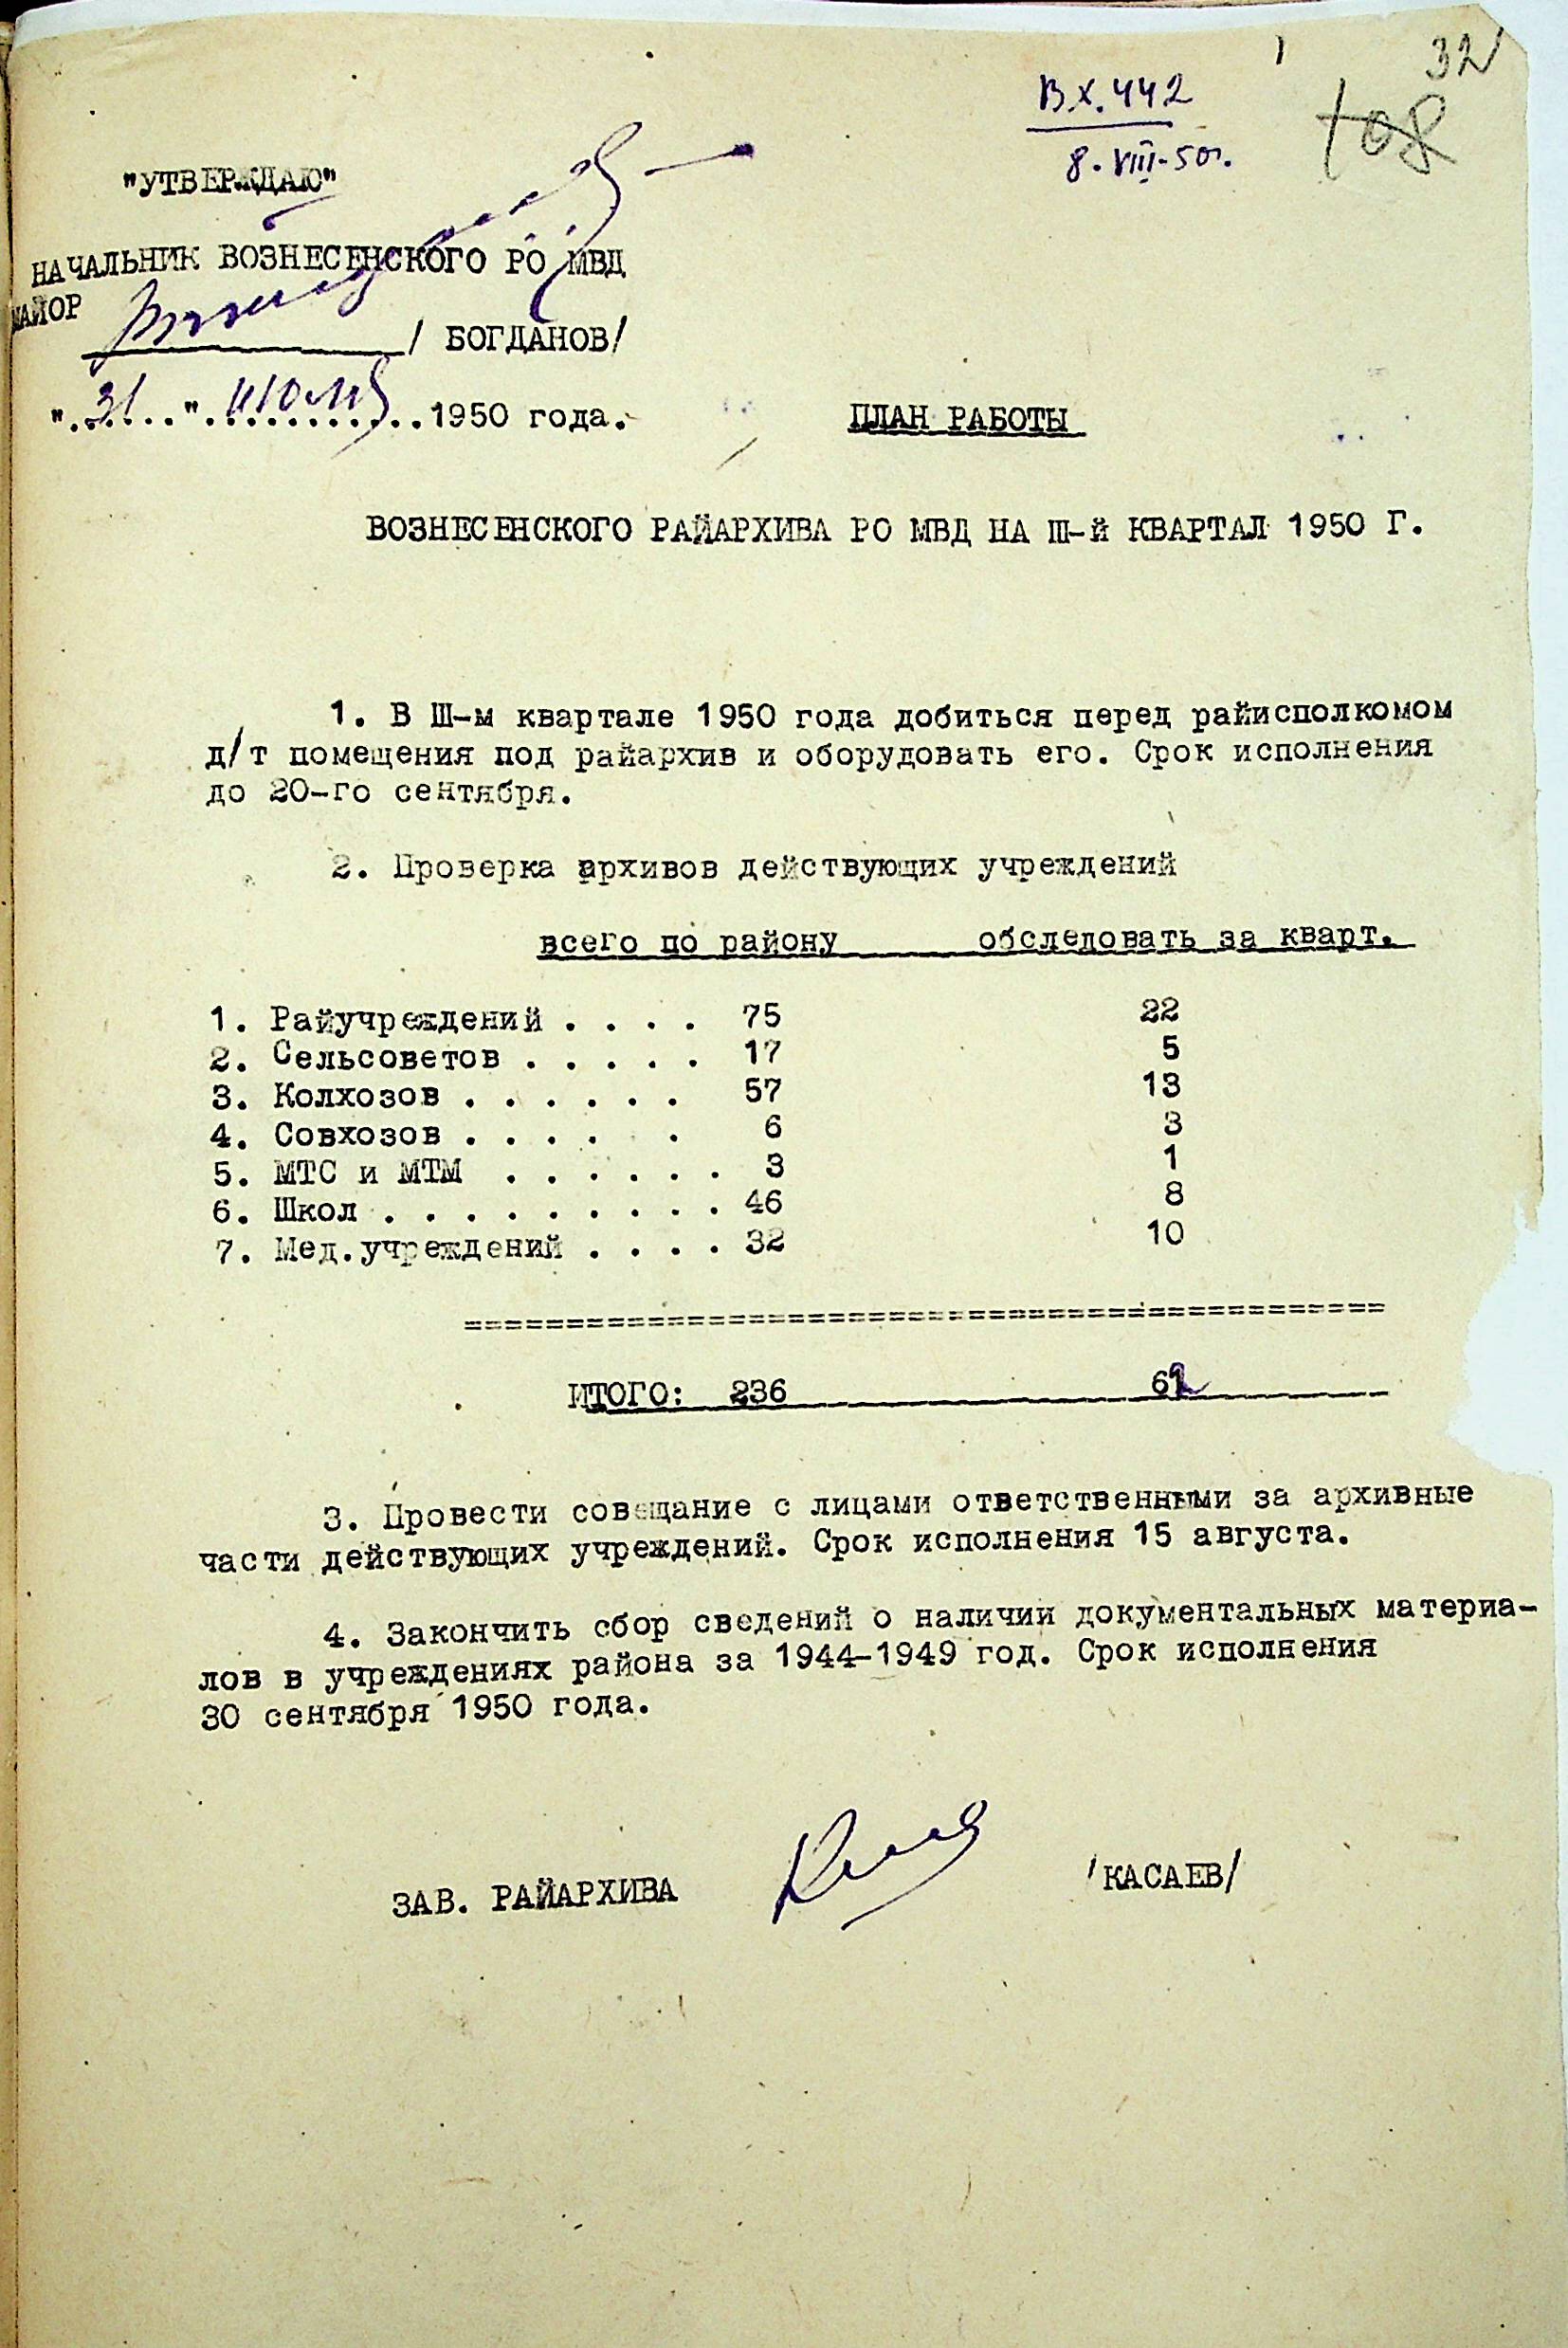 32
Вх. 442
108
8. VIII-50г.
"УТВЕРЖДАЮ"
НАЧАЛЬНИК ВОЗНЕСЕНСКОГО РО МВД
МАЙОР
/ БОГДАНОВ/
".31..".июля..1950 года.
ПЛАН РАБОТЫ
ВОЗНЕСЕНСКОГО РАЙАРХИВА РО МВД НА Ш-й КВАРТАЛ 1950 Г.
1. В Ш-м квартале 1950 года добиться перед райисполкомом
д/т помещения под райархив и оборудовать его. Срок исполнения
до 20-го сентября.
2. Проверка архивов действующих учреждений
всего по району обследовать за кварт.
1. Райучреждений . . . . 75 22
2. Сельсоветов . . . . . 17 5
3. Колхозов . . . . . . 57 13
4. Совхозов . . . . . 6 3
5. МТС и МТМ . . . . . . 3 1
6. Школ . . . . . . . . . 46 8
7. Мед.учреждений . . . . 32 10
=============================================
ИТОГО: 236 62
3. Провести совещание с лицами ответственными за архивные
части действующих учреждений. Срок исполнения 15 августа.
4. Закончить сбор сведений о наличии документальных материа-
лов в учреждениях района за 1944-1949 год. Срок исполнения
30 сентября 1950 года.
ЗАВ. РАЙАРХИВА /КАСАЕВ/